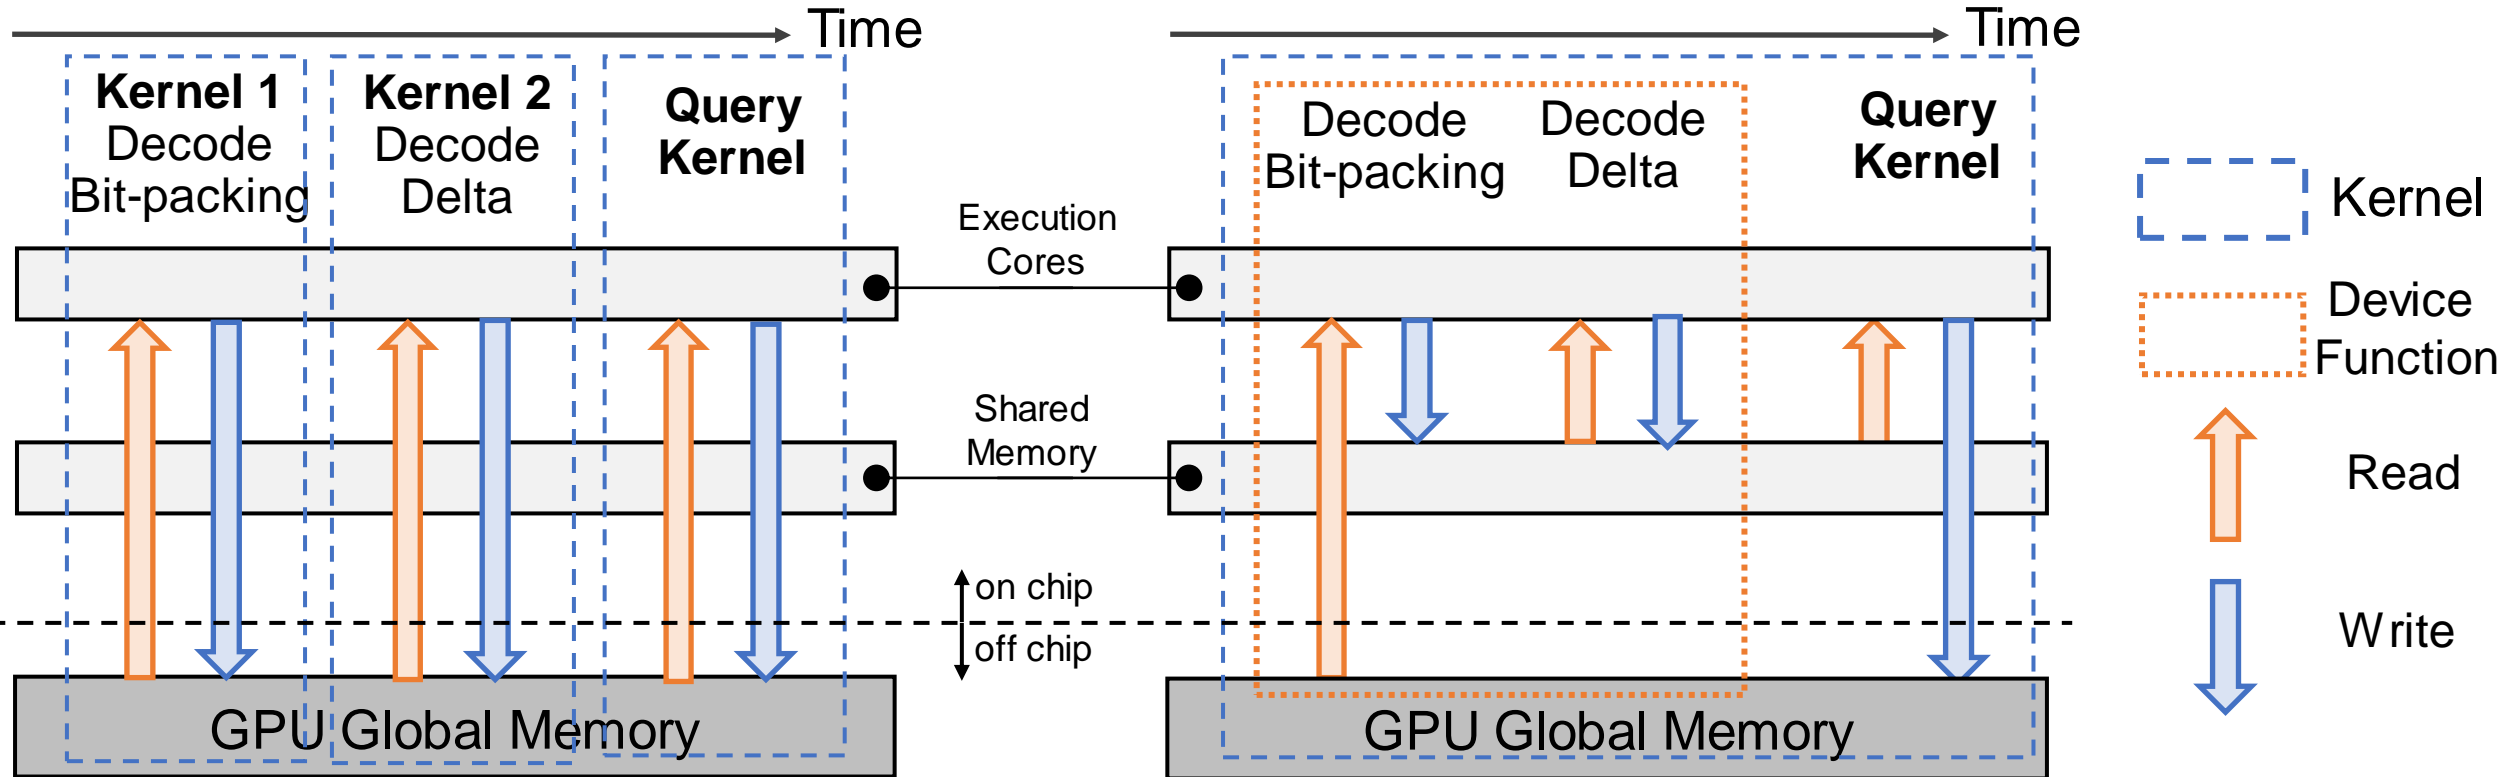 Time
Kernel 1
Decode
Bit-packing
Kernel 2
Decode
Delta
Query
Kernel
Execution
Cores
Shared
Memory
on chip
off chip
GPU Global Memory
Time
Decode
Bit-packing
Decode
Delta
Query
Kernel
GPU Global Memory
Kernel
Device
Function
Read
Write